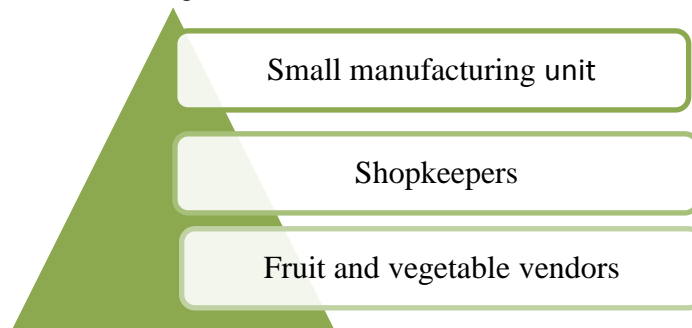 Small manufacturing unit
Shopkeepers
Fruit and vegetable vendors